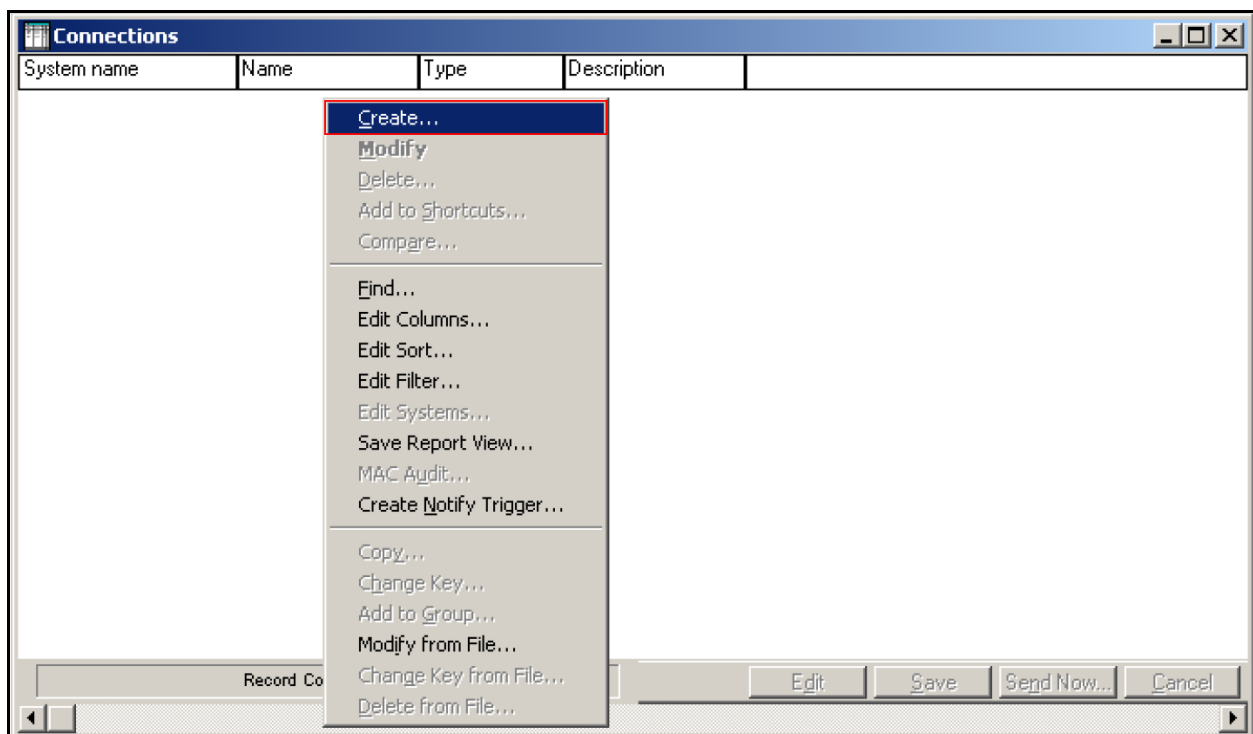 Connections
System name Name Type Description
Create...
Modify
Delete...
Add to Shortcuts...
Compare...
Find...
Edit Columns...
Edit Sort...
Edit Filter...
Edit Systems...
Save Report View...
MAC Audit...
Create Notify Trigger...
Copy...
Change Key...
Add to Group...
Modify from File...
Change Key from File...
Delete from File...
Record Co
Edit Save Send Now... Cancel